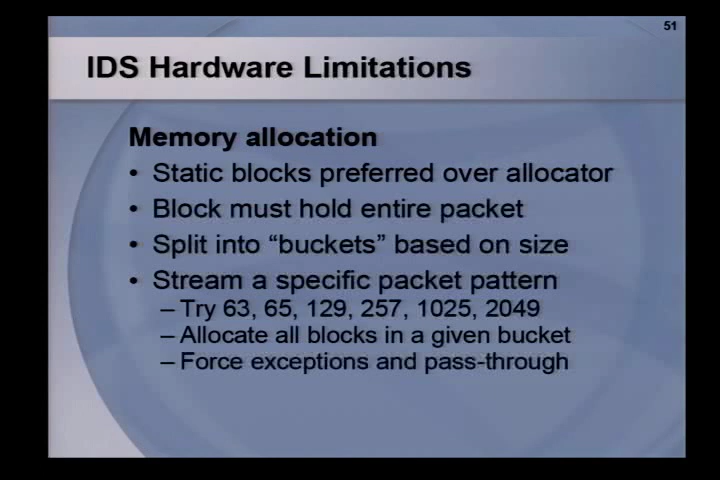 51
IDS Hardware Limitations
Memory allocation
• Static blocks preferred over allocator
• Block must hold entire packet
• Split into “buckets” based on size
• Stream a specific packet pattern
– Try 63, 65, 129, 257, 1025, 2049
– Allocate all blocks in a given bucket
– Force exceptions and pass-through